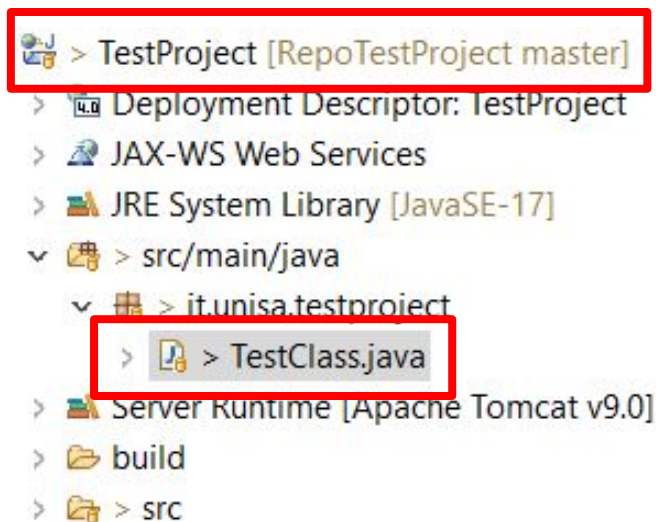 > TestProject [RepoTestProject master]
> Deployment Descriptor: TestProject
> JAX-WS Web Services
> JRE System Library [JavaSE-17]
> src/main/java
> it.unisa.testproject
> > TestClass.java
> Server Runtime [Apache Tomcat v9.0]
> build
> > src